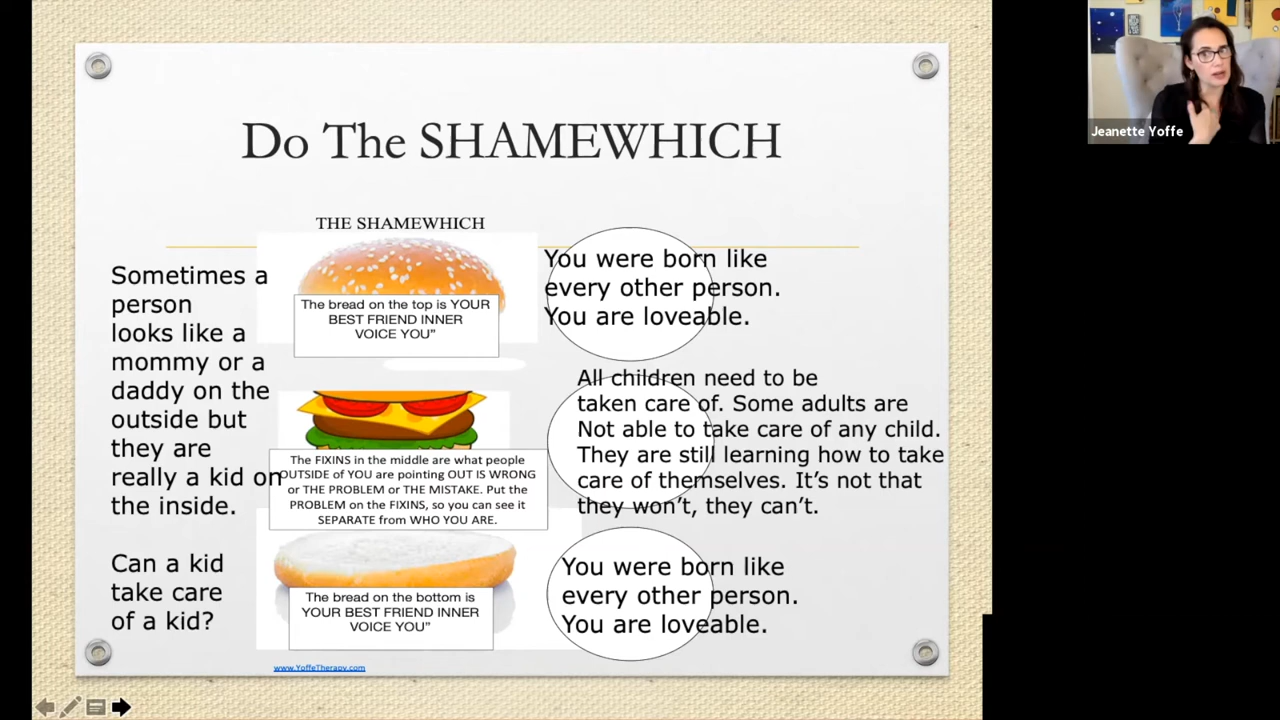 Do The SHAMEWHICH
THE SHAMEWHICH
Sometimes a
person
looks like a
mommy or a
daddy on the
outside but
they are
really a kid on
the inside.
Can a kid
take care
of a kid?
The bread on the top is YOUR
BEST FRIEND INNER
VOICE YOU”
The FIXINS in the middle are what people
OUTSIDE of YOU are pointing OUT IS WRONG
or THE PROBLEM or THE MISTAKE. Put the
PROBLEM on the FIXINS, so you can see it
SEPARATE from WHO YOU ARE.
The bread on the bottom is
YOUR BEST FRIEND INNER
VOICE YOU”
You were born like
every other person.
You are loveable.
All children need to be
taken care of. Some adults are
Not able to take care of any child.
They are still learning how to take
care of themselves. It’s not that
they won’t, they can’t.
You were born like
every other person.
You are loveable.
www.YoffeTherapy.com
Jeanette Yoffe